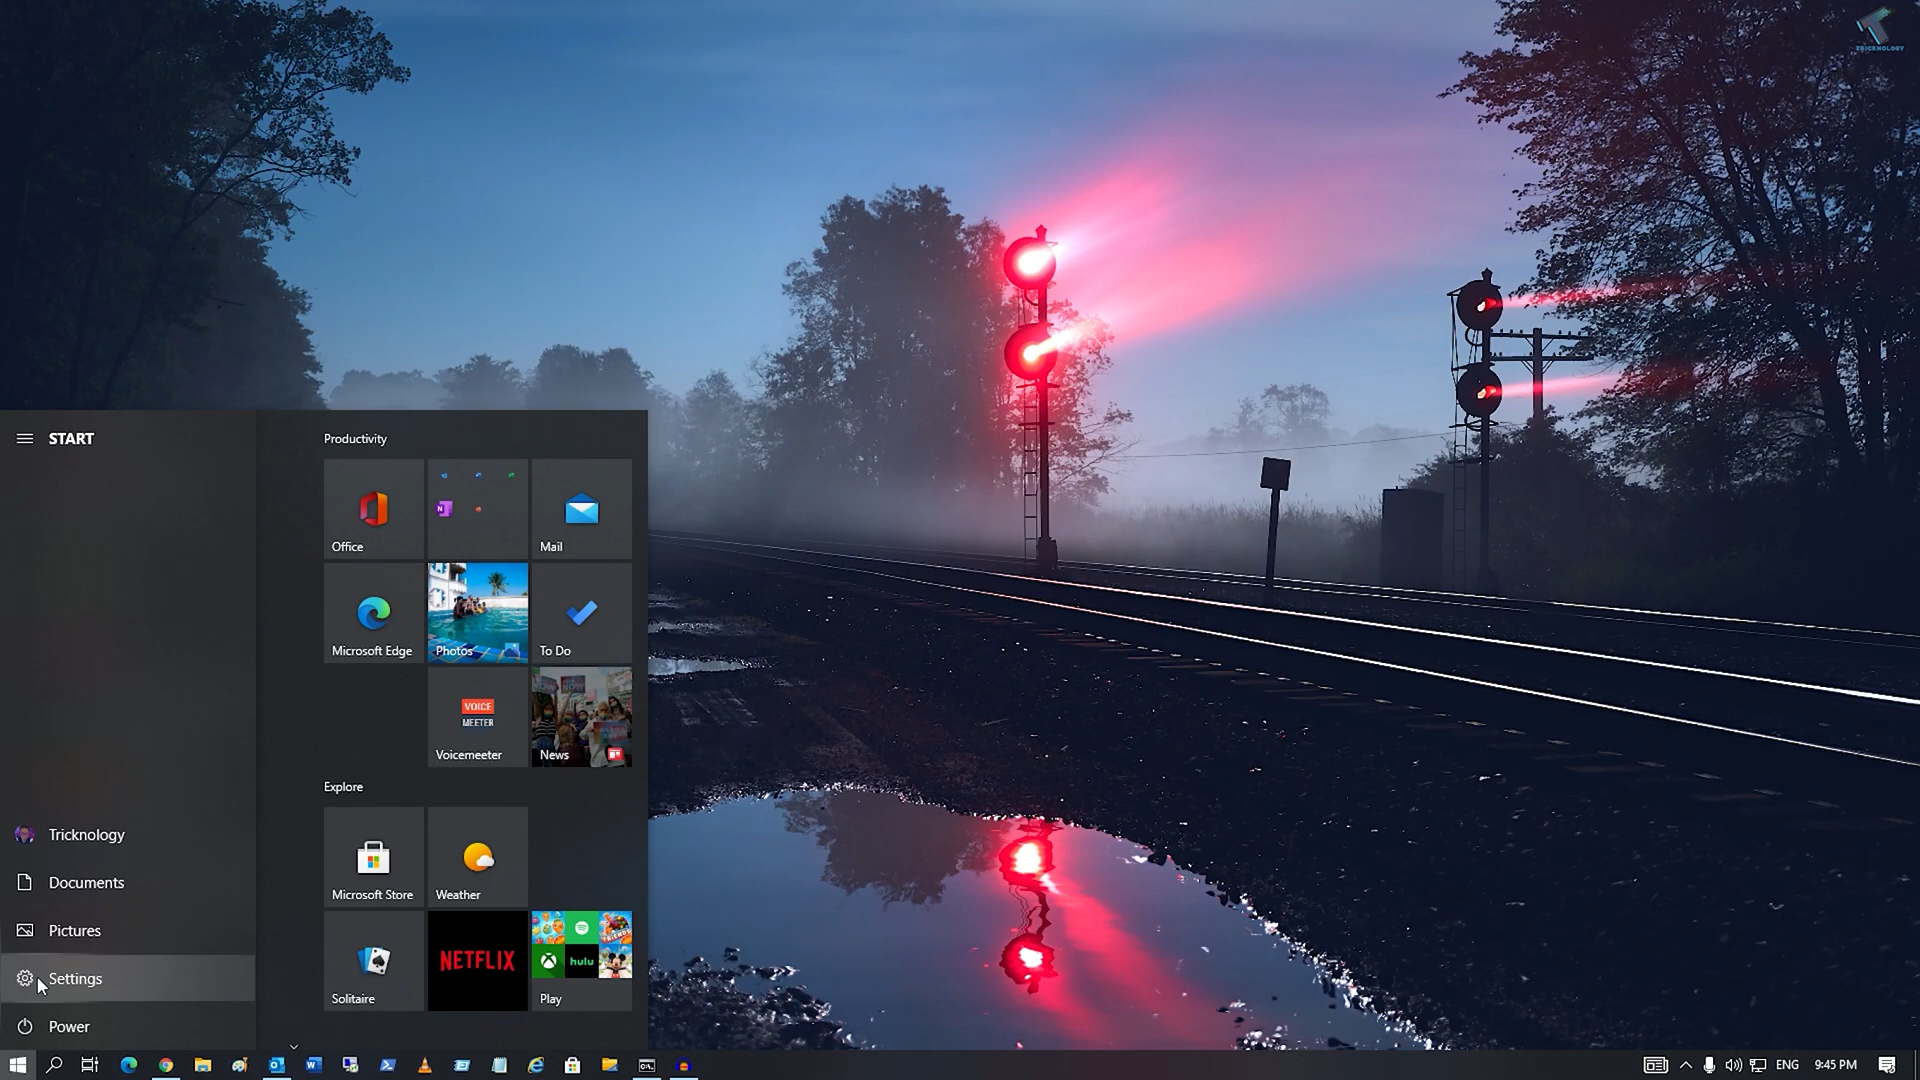 TRICKNOLOGY
START
Productivity
Office
Mail
Microsoft Edge
Photos
To Do
VOICE
MEETER
Voicemeeter
News
Explore
Tricknology
Documents
Pictures
Settings
Power
Microsoft Store
Weather
Solitaire
NETFLIX
hulu
Play
ENG
9:45 PM